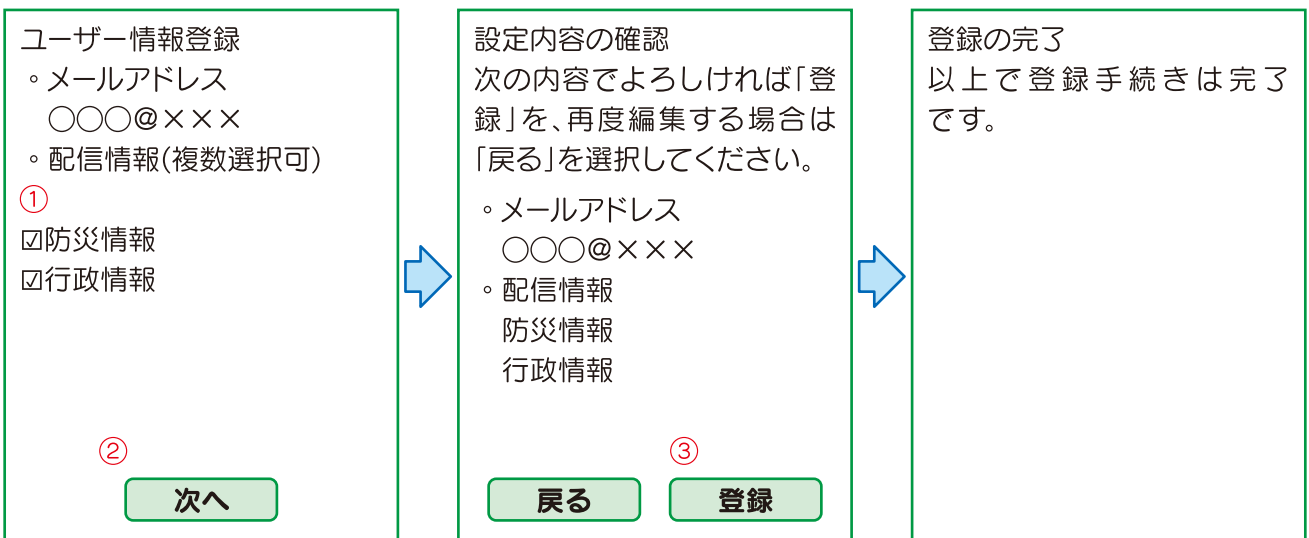 ユーザー情報登録
◦メールアドレス
○○○@×××
◦配信情報(複数選択可)
①
☑防災情報
☑行政情報
②
次へ
設定内容の確認
次の内容でよろしければ「登
録」を、再度編集する場合は
「戻る」を選択してください。
◦メールアドレス
○○○@×××
◦配信情報
防災情報
行政情報
③
戻る
登録
登録の完了
以上で登録手続きは完了
です。